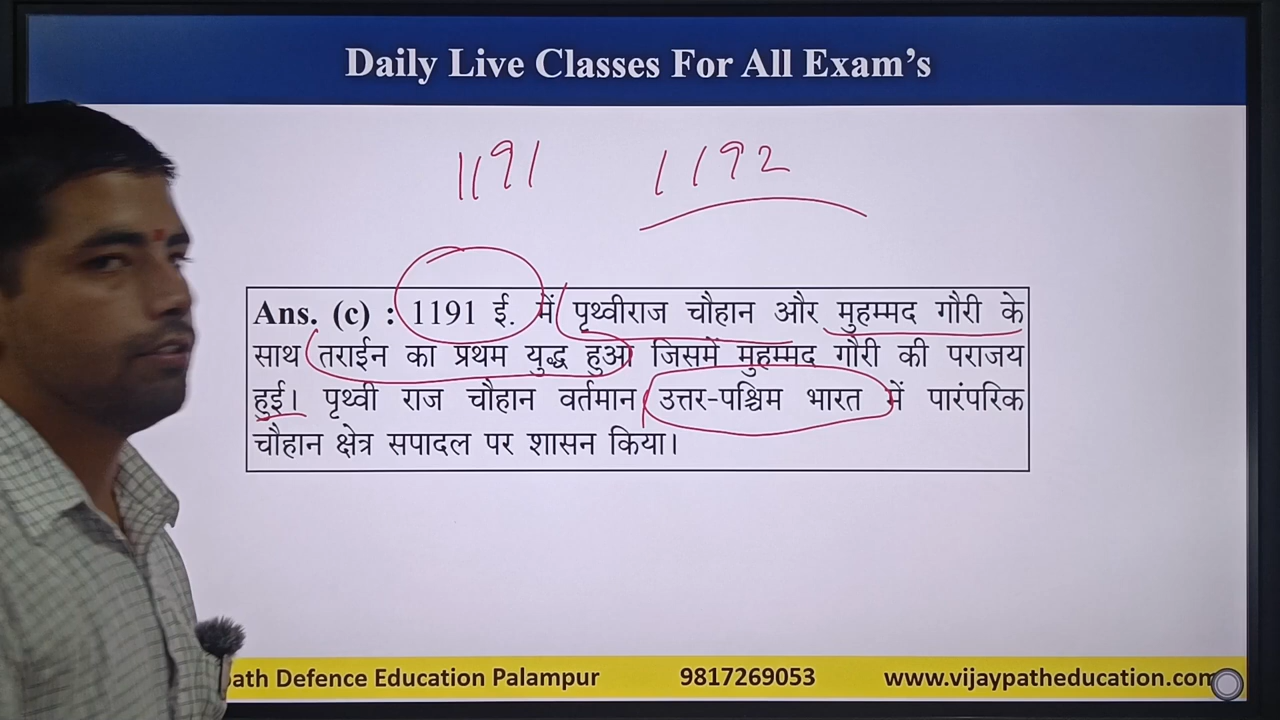 Daily Live Classes For All Exam's
1191 1192
Ans. (c) : 1191 ई. में पृथ्वीराज चौहान और मुहम्मद गौरी के
साथ तराईन का प्रथम युद्ध हुआ जिसमें मुहम्मद गौरी की पराजय
हुई। पृथ्वी राज चौहान वर्तमान उत्तर-पश्चिम भारत में पारंपरिक
चौहान क्षेत्र सपादल पर शासन किया।
ath Defence Education Palampur 9817269053 www.vijaypatheducation.com